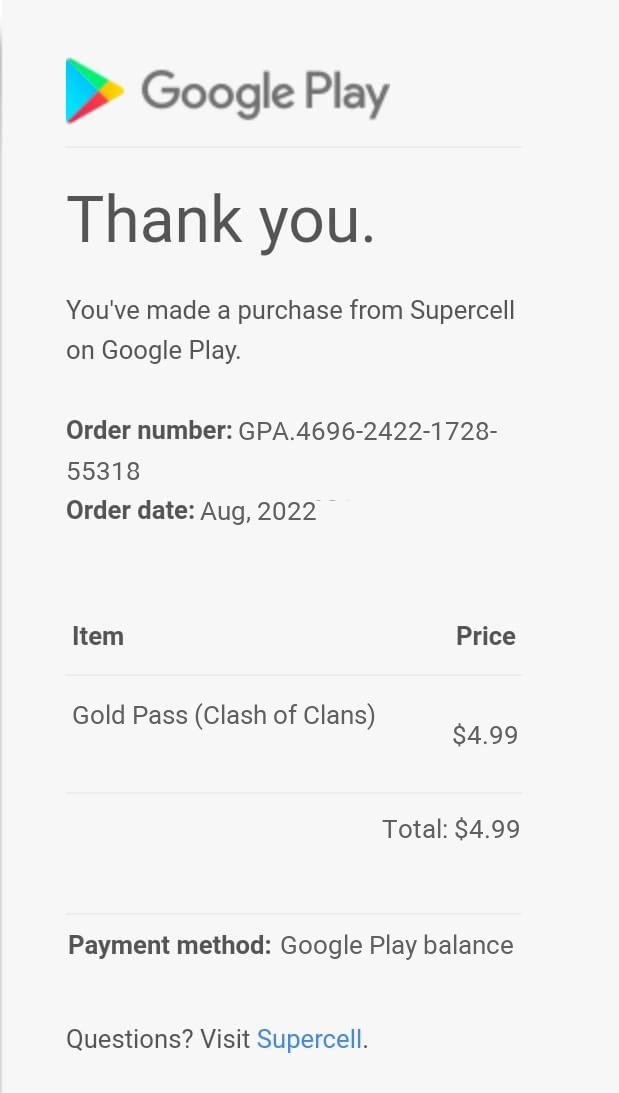 Google Play
Thank you.
You've made a purchase from Supercell
on Google Play.
Order number: GPA.4696-2422-1728-
55318
Order date: Aug, 2022
Item Price
Gold Pass (Clash of Clans)
$4.99
Total: $4.99
Payment method: Google Play balance
Questions? Visit Supercell.